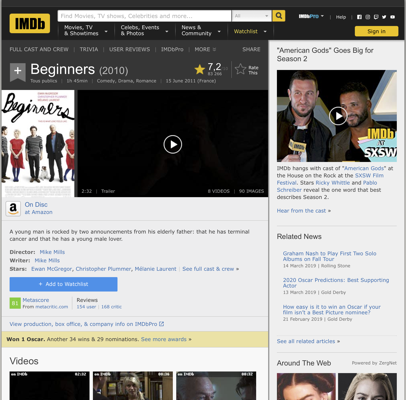 IMDb
Find Movies, TV shows, Celebrities and more...
All
IMDbPro
Help
Movies, TV
& Showtimes
Celebs, Events
& Photos
News &
Community
Watchlist
Sign in
FULL CAST AND CREW | TRIVIA | USER REVIEWS | IMDbPro | MORE
SHARE
Beginners (2010)
7,2
Rate
This
Tous publics | 1h 45min | Comedy, Drama, Romance | 15 June 2011 (France)
Beginners
2:32 | Trailer
8 VIDEOS | 90 IMAGES
On Disc
at Amazon
A young man is rocked by two announcements from his elderly father: that he has terminal
cancer and that he has a young male lover.
Director: Mike Mills
Writer: Mike Mills
Stars: Ewan McGregor, Christopher Plummer, Mélanie Laurent | See full cast & crew »
+ Add to Watchlist
81
Metascore
From metacritic.com
Reviews
154 user | 168 critic
View production, box office, & company info on IMDbPro
Won 1 Oscar. Another 34 wins & 29 nominations. See more awards »
Videos
02:32
02:38
"American Gods" Goes Big for
Season 2
IMDb
at
SXSW
IMDb hangs with cast of "American Gods" at
the House on the Rock at the SXSW Film
Festival. Stars Ricky Whittle and Pablo
Schreiber reveal the one word that best
describes Season 2.
Hear from the cast »
Related News
Graham Nash to Play First Two Solo
Albums on Fall Tour
14 March 2019 | Rolling Stone
2020 Oscar Predictions: Best Supporting
Actor
13 March 2019 | Gold Derby
How easy is it to win an Oscar if your
film isn't a Best Picture nominee?
21 February 2019 | Gold Derby
See all related articles »
Around The Web
Powered by ZergNet